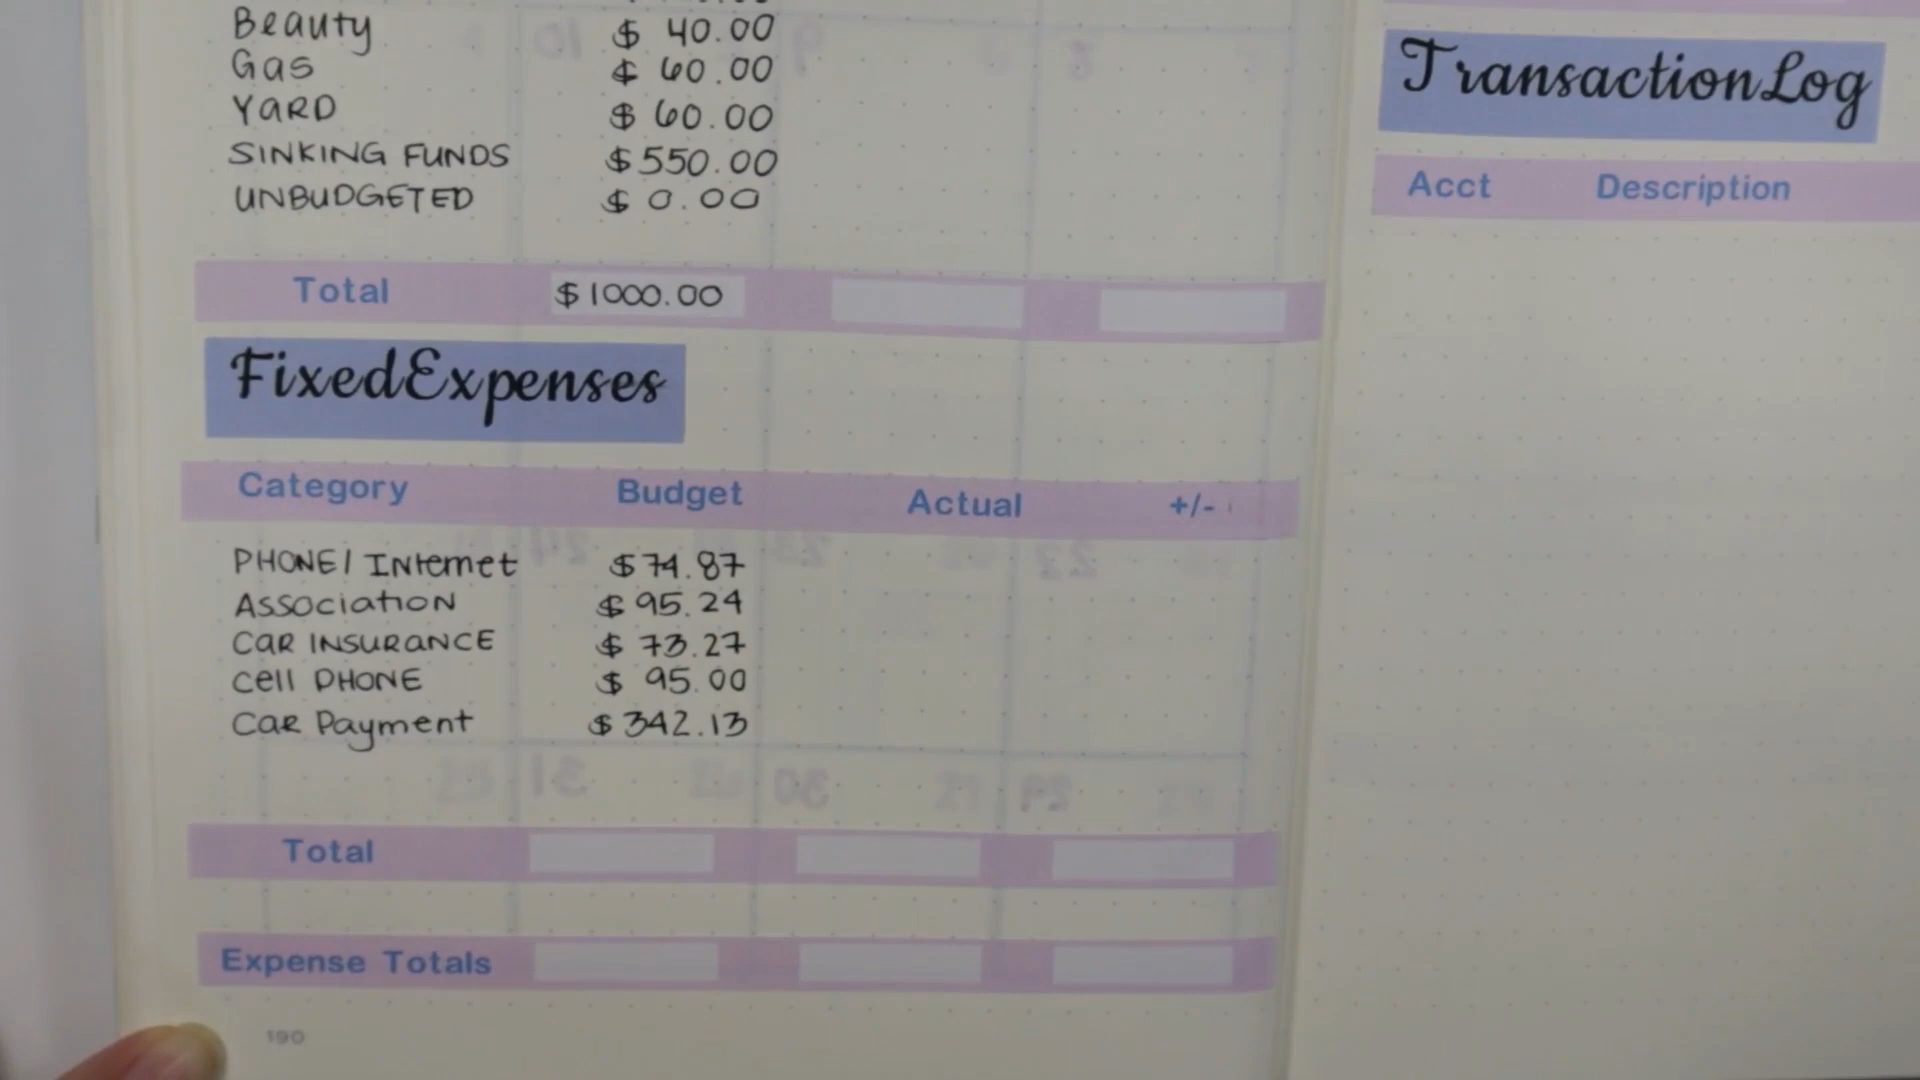 Beauty $ 40.00
Gas $ 60.00
YARD $ 60.00
SINKING FUNDS $550.00
UNBUDGETED $ 0.00
Total $1000.00
FixedExpenses
Category Budget Actual +/-
PHONE/ Internet $74.87
Association $95.24
CAR INSURANCE $ 73.27
Cell PHONE $ 95.00
Car Payment $342.13
Total
Expense Totals
190
TransactionLog
Acct Description